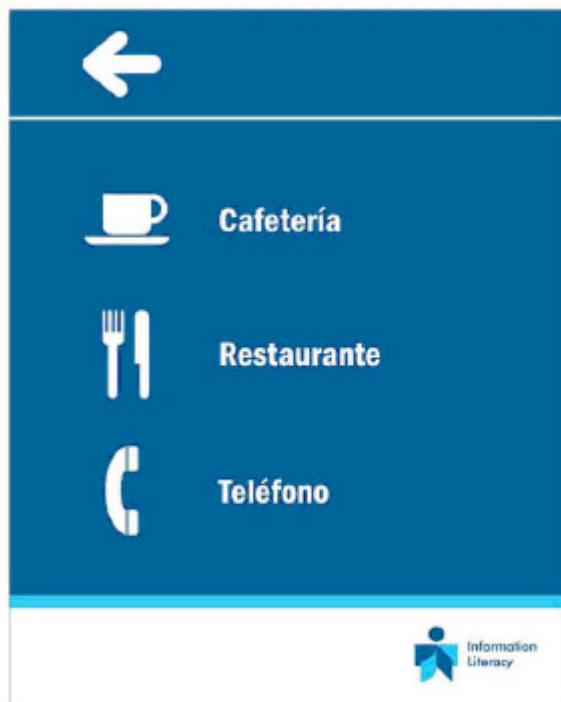 Cafetería
Restaurante
Teléfono
Information
Literacy